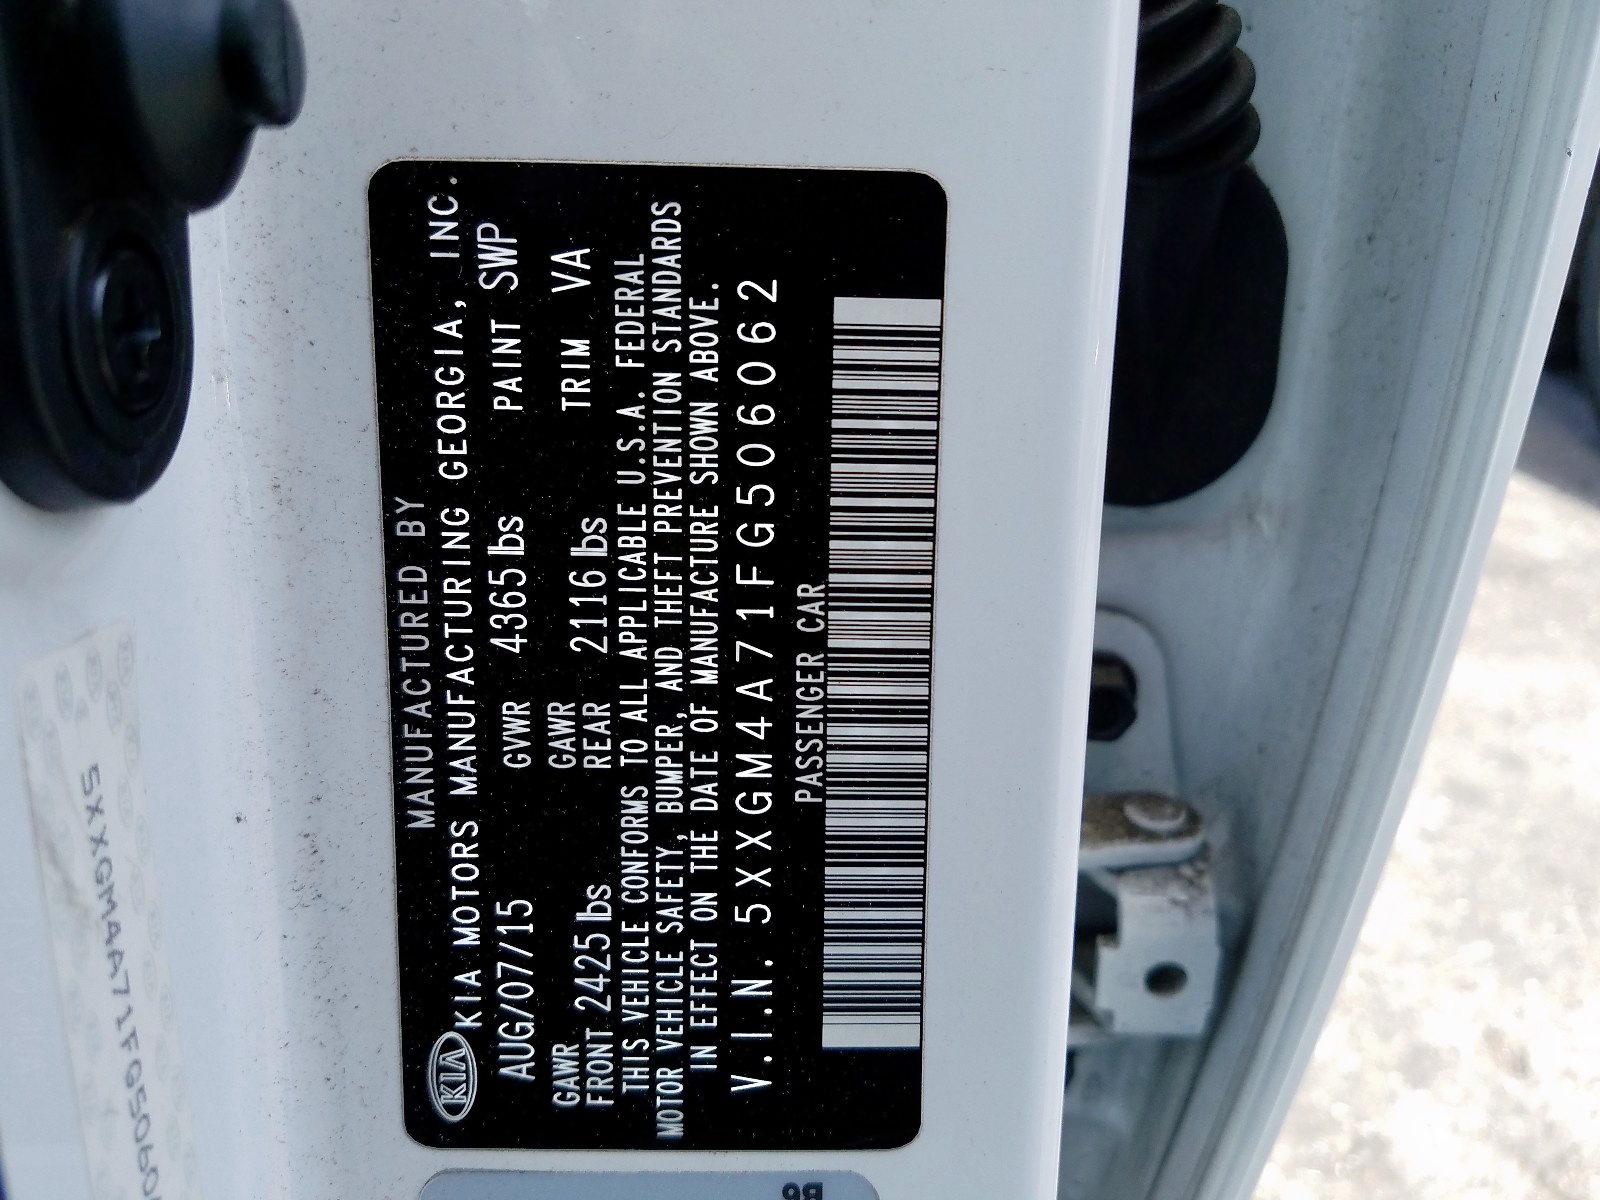 KIA
MANUFACTURED BY
KIA MOTORS MANUFACTURING GEORGIA, INC.
AUG/07/15 GVWR 4365 lbs PAINT SWP
GAWR FRONT 2425 lbs GAWR REAR 2116 lbs TRIM VA
THIS VEHICLE CONFORMS TO ALL APPLICABLE U.S.A. FEDERAL
MOTOR VEHICLE SAFETY, BUMPER, AND THEFT PREVENTION STANDARDS
IN EFFECT ON THE DATE OF MANUFACTURE SHOWN ABOVE.
V.I.N. 5XXGM4A71FG506062
PASSENGER CAR
5XXGM4A71FG5060
B6